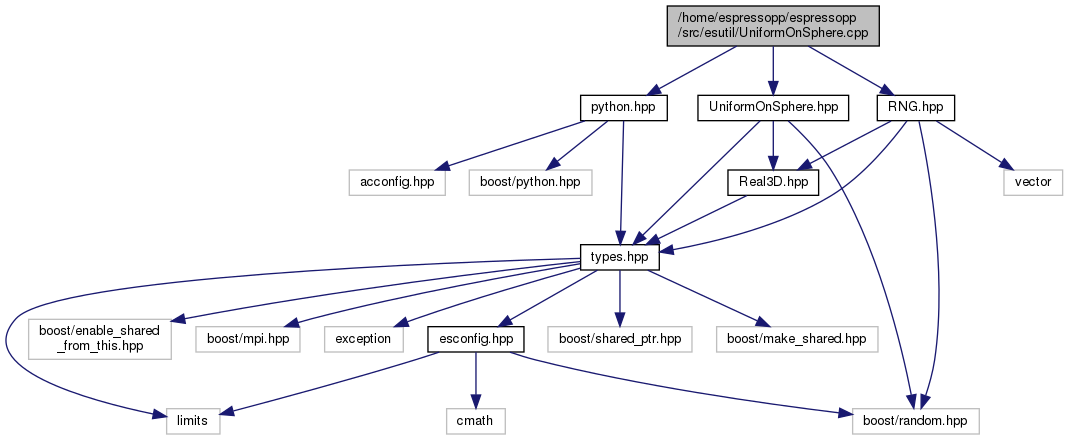 /home/espressopp/espressopp
/src/esutil/UniformOnSphere.cpp
python.hpp
UniformOnSphere.hpp
RNG.hpp
acconfig.hpp
boost/python.hpp
Real3D.hpp
vector
types.hpp
boost/enable_shared
_from_this.hpp
boost/mpi.hpp
exception
esconfig.hpp
boost/shared_ptr.hpp
boost/make_shared.hpp
limits
cmath
boost/random.hpp